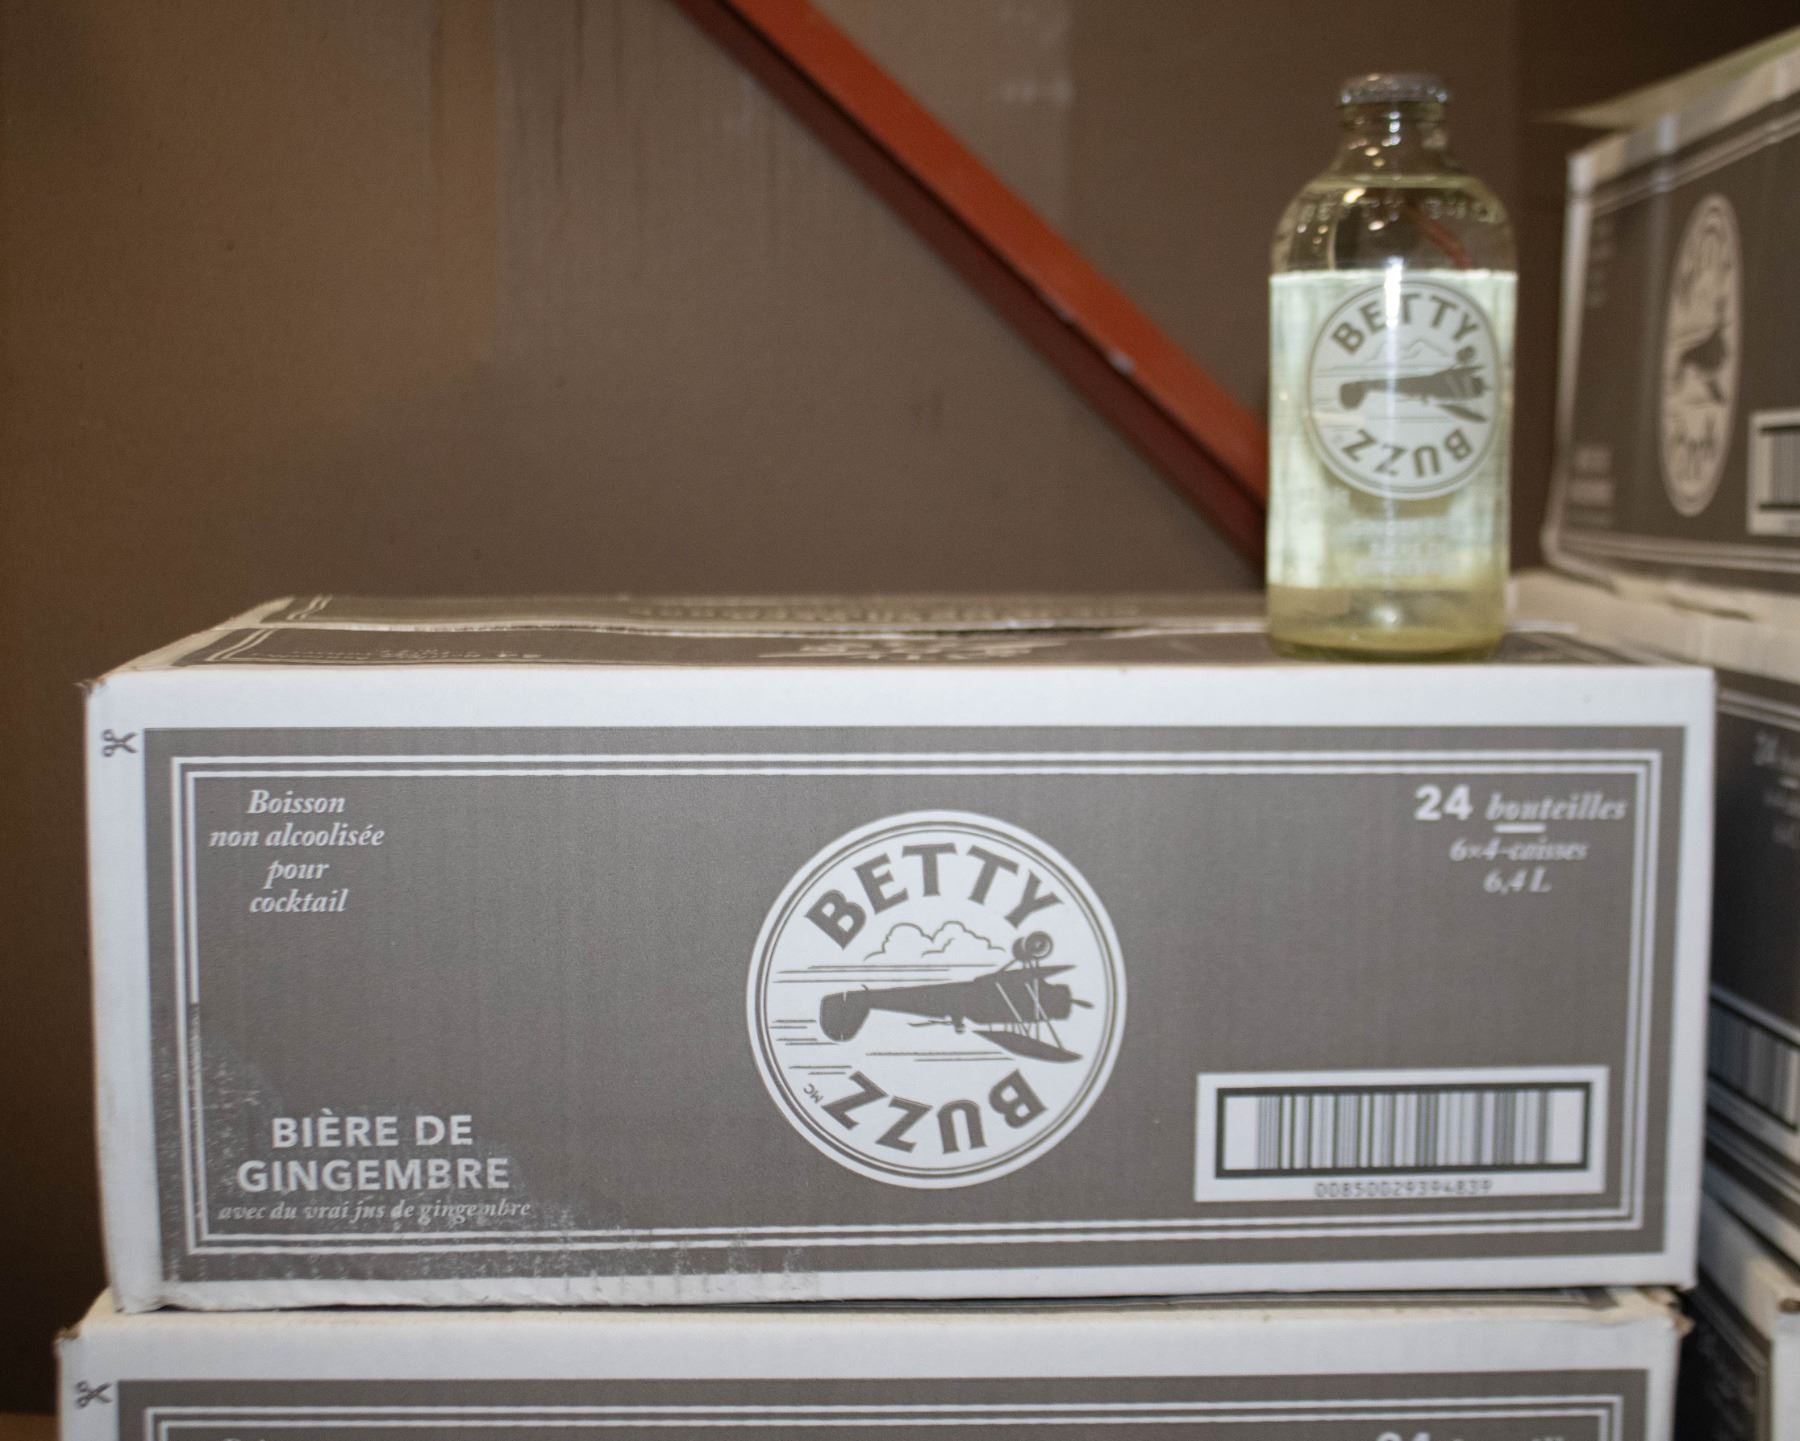 BETTY
BUZZ
Boisson
non alcoolisée
pour
cocktail
24 bouteilles
6×4-caisses
6,4 L
BETTY
BUZZ MC
BIÈRE DE
GINGEMBRE
avec du vrai jus de gingembre
00850029394839